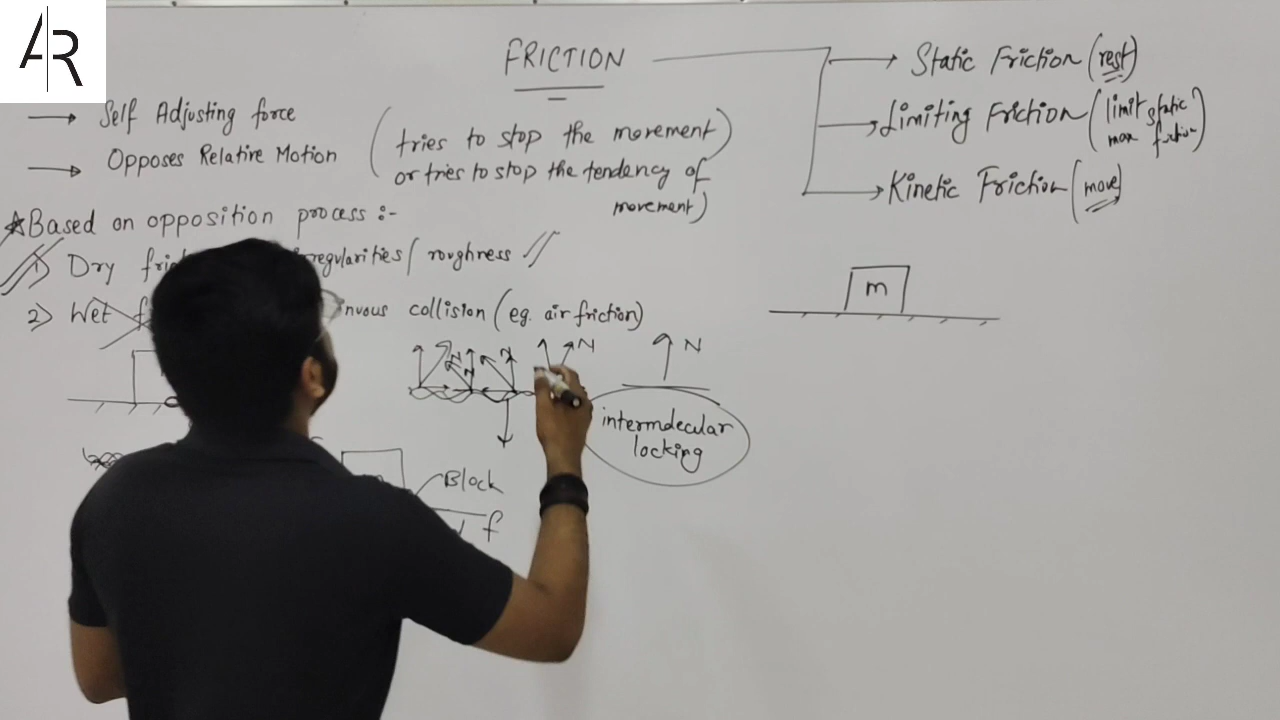 AR
FRICTION
→ Self Adjusting force
→ Opposes Relative Motion
(tries to stop the movement
or tries to stop the tendency of
movement)
→ Static Friction (rest)
→ Limiting Friction (limit static
max friction)
→ Kinetic Friction (move)
Based on opposition process :-
1) Dry regularities / roughness
2) Wet f nuous collision (eg. air friction)
m
N
N
N
N
intermolecular
locking
Block
f